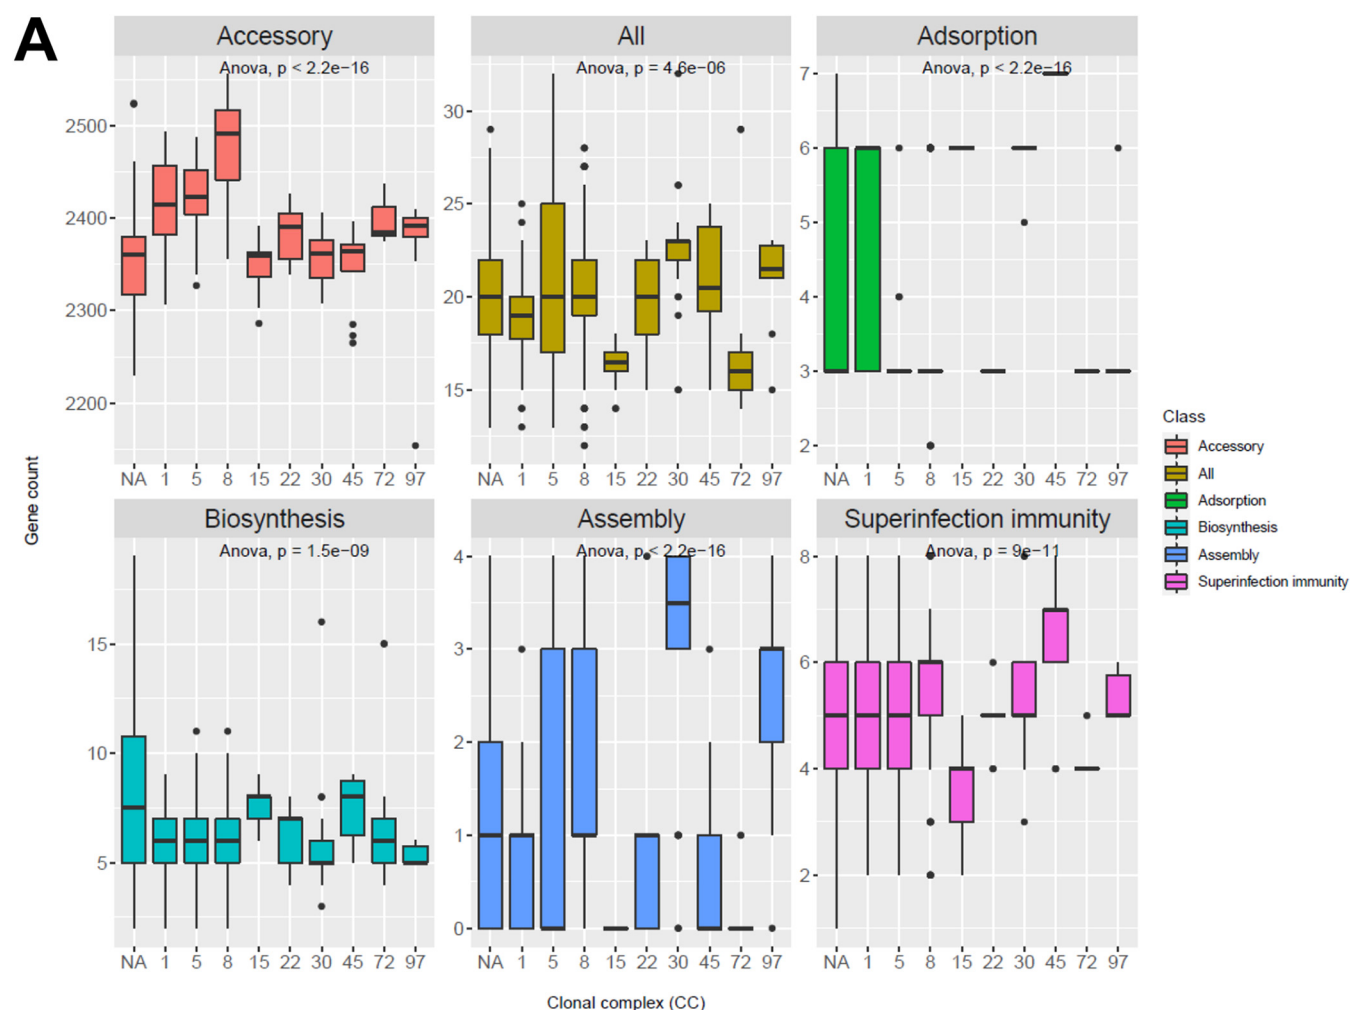 A
Accessory
All
Adsorption
Anova, p < 2.2e−16
Anova, p = 4.6e−06
Anova, p < 2.2e−16
2500
2400
2300
2200
30
25
20
15
7
6
5
4
3
2
NA 1 5 8 15 22 30 45 72 97
NA 1 5 8 15 22 30 45 72 97
NA 1 5 8 15 22 30 45 72 97
Gene count
Biosynthesis
Assembly
Superinfection immunity
Anova, p = 1.5e−09
Anova, p < 2.2e−16
Anova, p = 9e−11
15
10
5
4
3
2
1
0
8
6
4
2
NA 1 5 8 15 22 30 45 72 97
NA 1 5 8 15 22 30 45 72 97
NA 1 5 8 15 22 30 45 72 97
Clonal complex (CC)
Class
Accessory
All
Adsorption
Biosynthesis
Assembly
Superinfection immunity